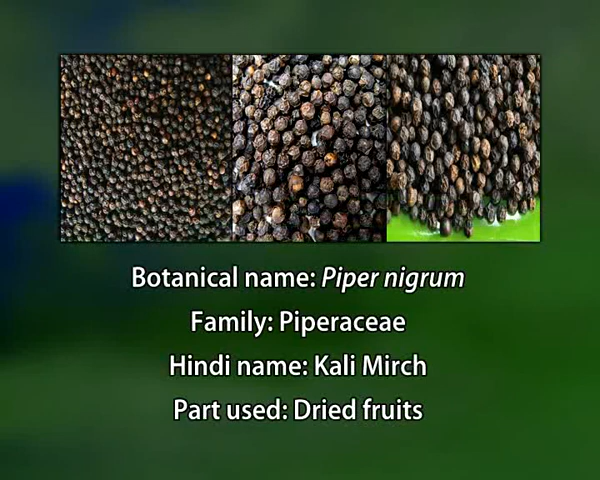 Botanical name: Piper nigrum
Family: Piperaceae
Hindi name: Kali Mirch
Part used: Dried fruits